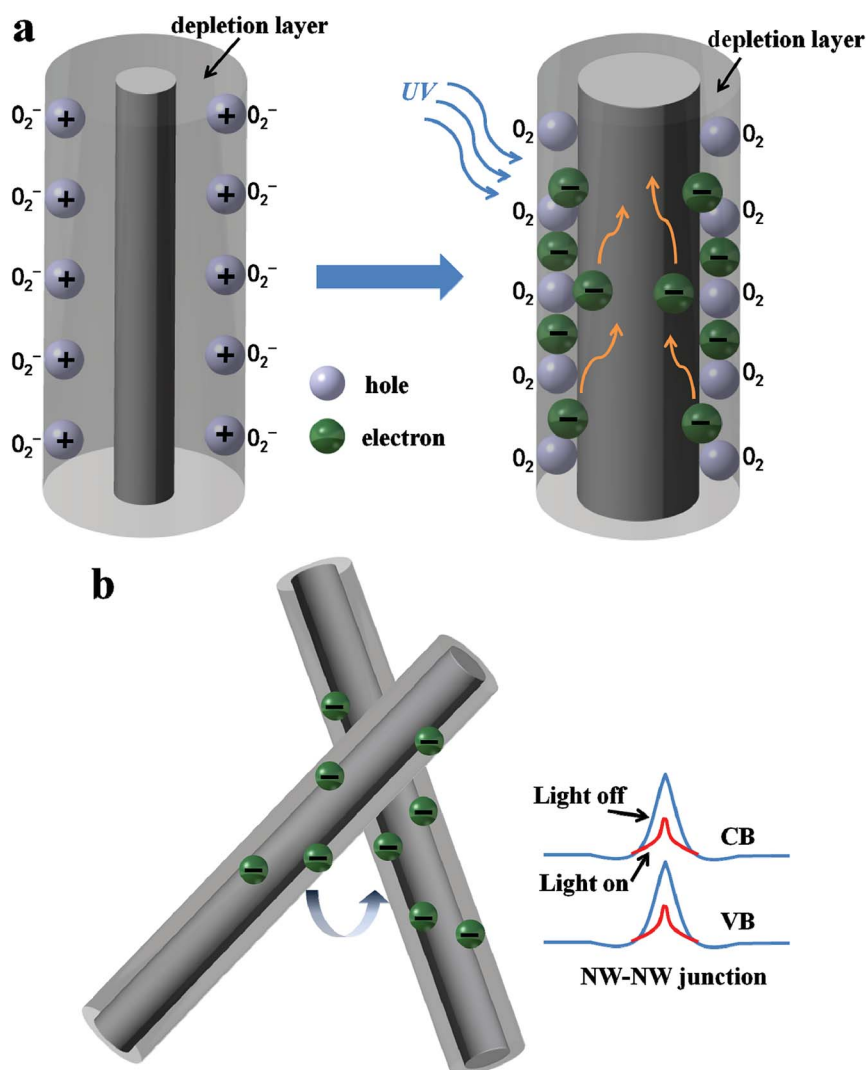 a
depletion layer
O₂⁻ + + O₂⁻
O₂⁻ + + O₂⁻
O₂⁻ + + O₂⁻
O₂⁻ + + O₂⁻
O₂⁻ + + O₂⁻
hole
− electron
UV
depletion layer
O₂ O₂
− −
O₂ O₂
− −
O₂ − − O₂
− −
O₂ O₂
− −
O₂ O₂
b
−
−
−
−
−
−
−
−
−
Light off
CB
Light on
VB
NW-NW junction